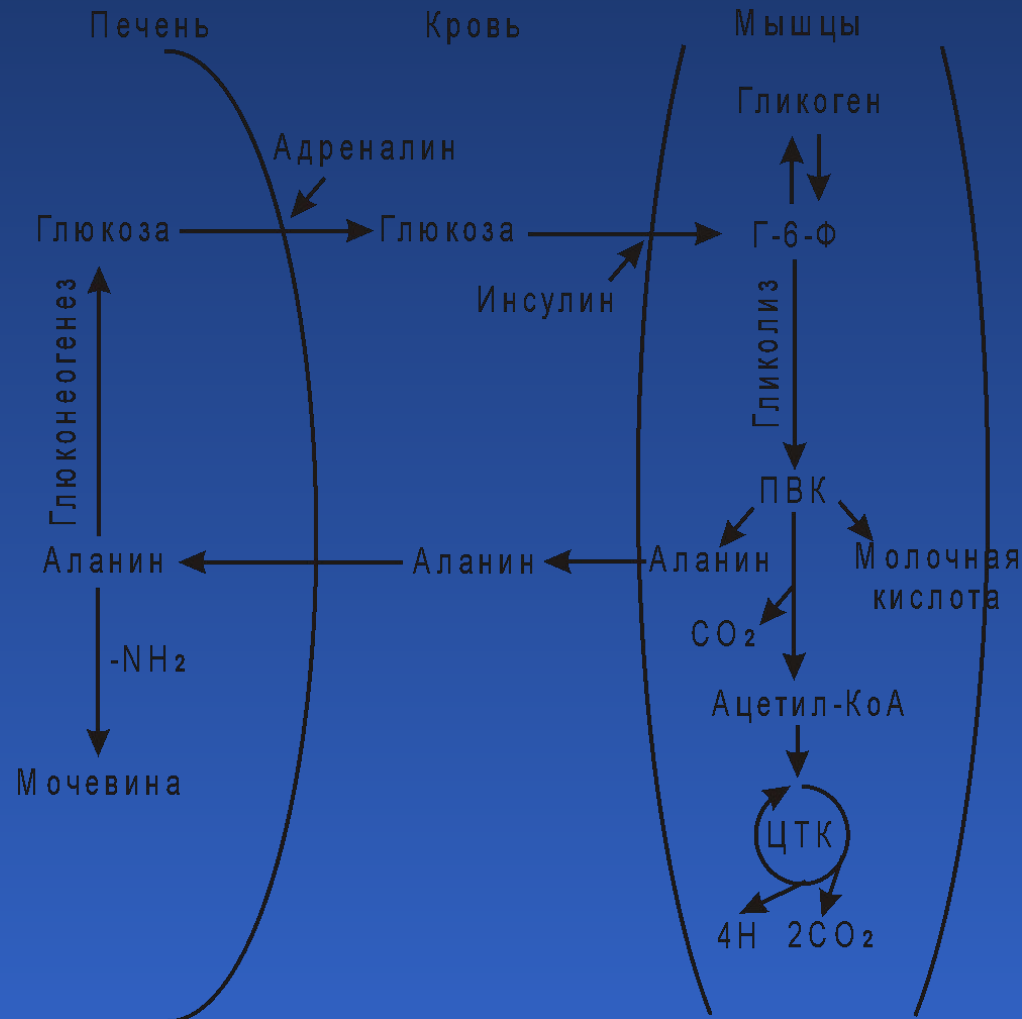 Печень
Кровь
Мышцы
Гликоген
Адреналин
Глюкоза
Глюкоза
Г-6-Ф
Инсулин
Глюконеогенез
Гликолиз
ПВК
Аланин
Аланин
Аланин
Молочная
кислота
CO₂
-NH₂
Ацетил-КоА
Мочевина
ЦТК
4H
2CO₂